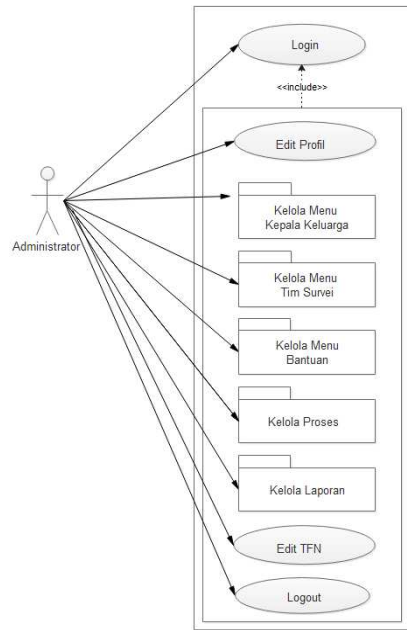 Login
<<include>>
Edit Profil
Administrator
Kelola Menu
Kepala Keluarga
Kelola Menu
Tim Survei
Kelola Menu
Bantuan
Kelola Proses
Kelola Laporan
Edit TFN
Logout